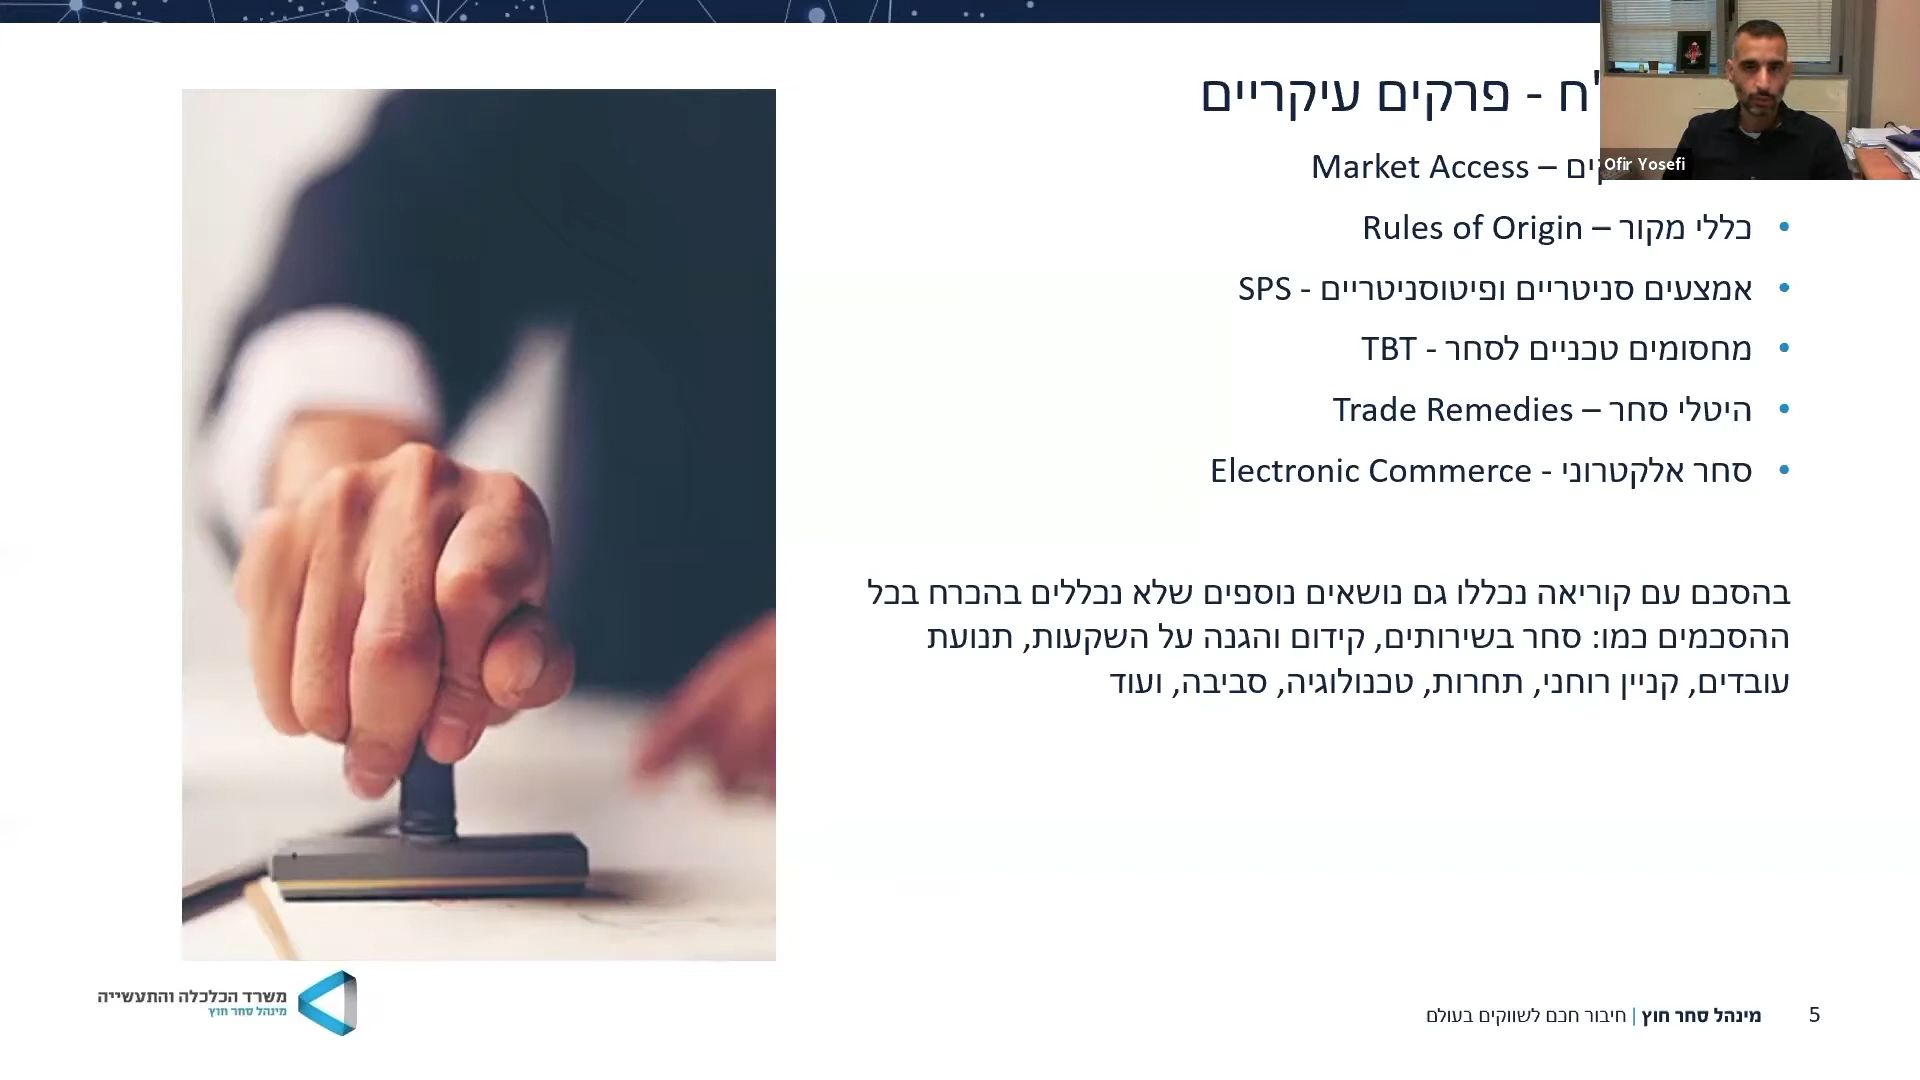 'ח - פרקים עיקריים
Market Access –
כללי מקור – Rules of Origin
אמצעים סניטריים ופיטוסניטריים - SPS
מחסומים טכניים לסחר - TBT
היטלי סחר – Trade Remedies
סחר אלקטרוני - Electronic Commerce
בהסכם עם קוריאה נכללו גם נושאים נוספים שלא נכללים בהכרח בכל
ההסכמים כמו: סחר בשירותים, קידום והגנה על השקעות, תנועת
עובדים, קניין רוחני, תחרות, טכנולוגיה, סביבה, ועוד
Ofir Yosefi
משרד הכלכלה והתעשייה
מינהל סחר חוץ
מינהל סחר חוץ | חיבור חכם לשווקים בעולם
5